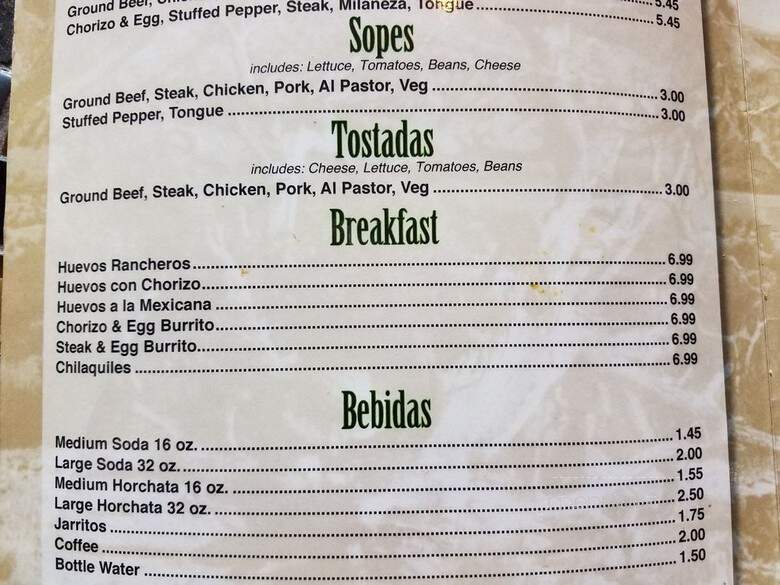 Ground Beef,
Chorizo & Egg, Stuffed Pepper, Steak, Milaneza, Tongue 5.45
5.45
Sopes
includes: Lettuce, Tomatoes, Beans, Cheese
Ground Beef, Steak, Chicken, Pork, Al Pastor, Veg 3.00
Stuffed Pepper, Tongue 3.00
Tostadas
includes: Cheese, Lettuce, Tomatoes, Beans
Ground Beef, Steak, Chicken, Pork, Al Pastor, Veg 3.00
Breakfast
Huevos Rancheros 6.99
Huevos con Chorizo 6.99
Huevos a la Mexicana 6.99
Chorizo & Egg Burrito 6.99
Steak & Egg Burrito 6.99
Chilaquiles 6.99
Bebidas
Medium Soda 16 oz. 1.45
Large Soda 32 oz. 2.00
Medium Horchata 16 oz. 1.55
Large Horchata 32 oz. 2.50
Jarritos 1.75
Coffee 2.00
Bottle Water 1.50